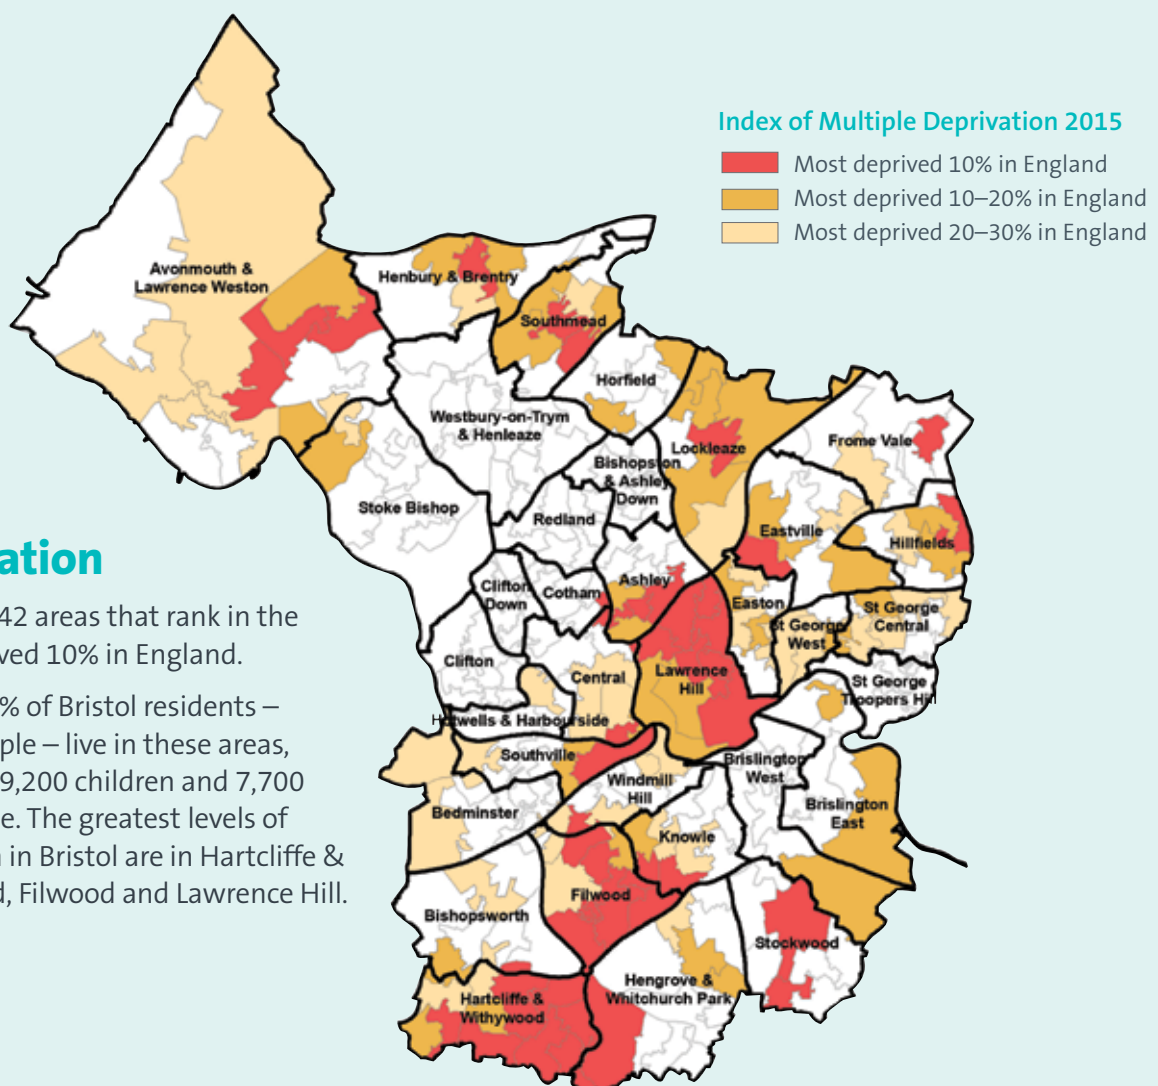 Index of Multiple Deprivation 2015
Most deprived 10% in England
Most deprived 10–20% in England
Most deprived 20–30% in England
Avonmouth &
Lawrence Weston
Henbury & Brentry
Southmead
Horfield
Westbury-on-Trym
& Henleaze
Lockleaze
Frome Vale
Bishopston
& Ashley
Down
Stoke Bishop
Redland
Eastville
Hillfields
ation
42 areas that rank in the
ved 10% in England.
% of Bristol residents –
ple – live in these areas,
9,200 children and 7,700
e. The greatest levels of
n in Bristol are in Hartcliffe &
d, Filwood and Lawrence Hill.
Clifton
Down
Cotham
Ashley
Easton
St George
West
St George
Central
Clifton
Central
Lawrence
Hill
St George
Troopers Hill
Hotwells & Harbourside
Southville
Windmill
Hill
Brislington
West
Bedminster
Brislington
East
Knowle
Filwood
Bishopsworth
Stockwood
Hengrove &
Whitchurch Park
Hartcliffe &
Withywood